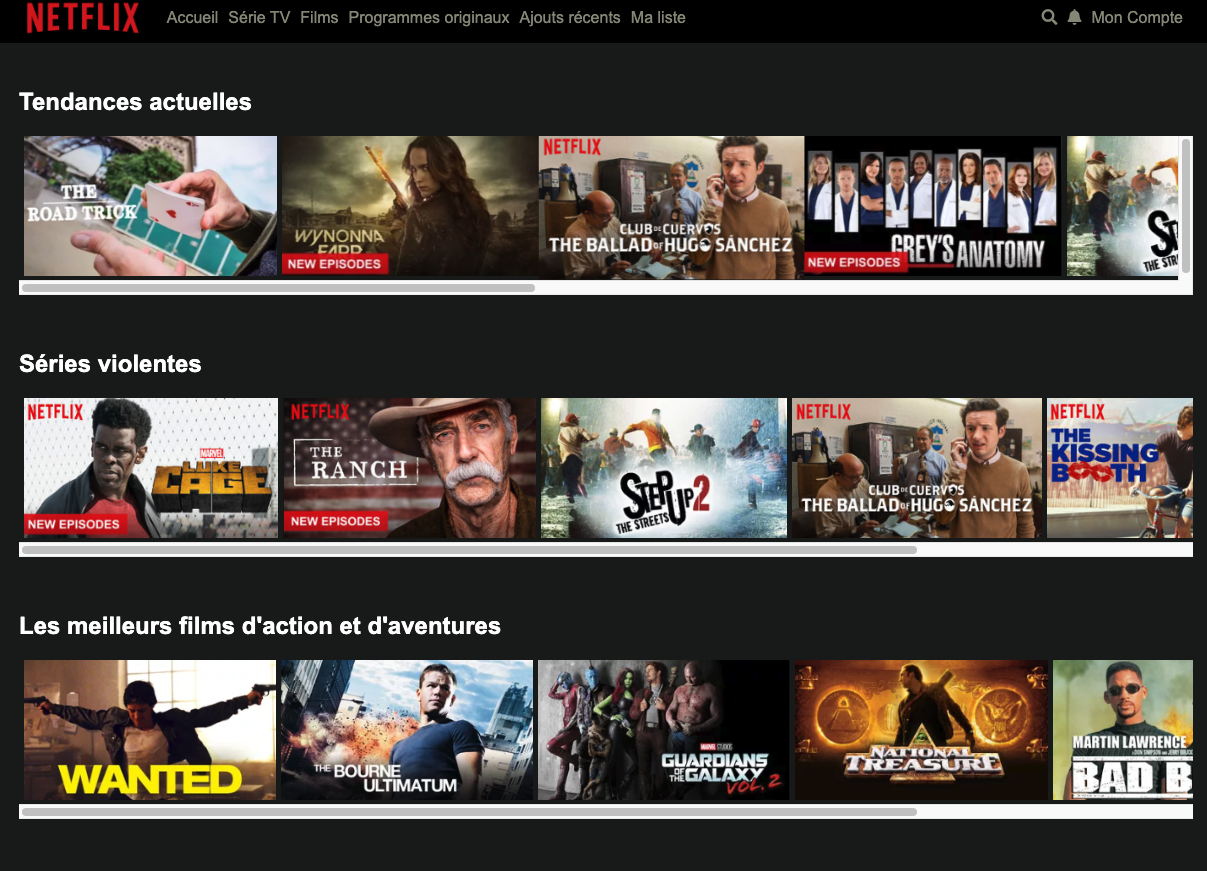 NETFLIX Accueil Série TV Films Programmes originaux Ajouts récents Ma liste Mon Compte
Tendances actuelles
THE
ROAD TRICK
WYNONNA
EARP
NEW EPISODES
NETFLIX
CLUB DE CUERVOS
THE BALLAD OF HUGO SÁNCHEZ
GREY'S ANATOMY
NEW EPISODES
THE STR
Séries violentes
NETFLIX
MARVEL
LUKE
CAGE
NEW EPISODES
NETFLIX
THE
RANCH
NEW EPISODES
STEP UP 2
THE STREETS
NETFLIX
CLUB DE CUERVOS
THE BALLAD OF HUGO SÁNCHEZ
NETFLIX
THE
KISSING
BOOTH
Les meilleurs films d'action et d'aventures
WANTED
THE BOURNE
ULTIMATUM
MARVEL STUDIOS
GUARDIANS
OF THE GALAXY
VOL. 2
NATIONAL
TREASURE
MARTIN LAWRENCE
BAD B